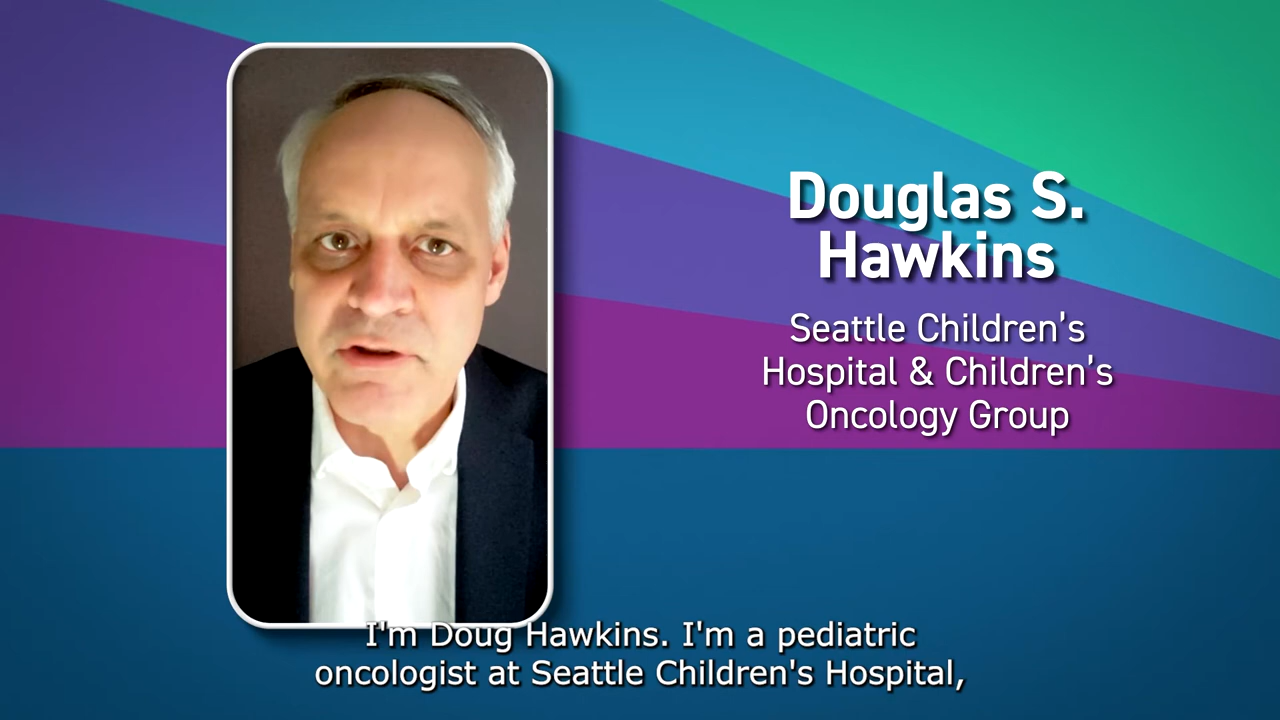 Douglas S.
Hawkins
Seattle Children’s
Hospital & Children’s
Oncology Group
I'm Doug Hawkins. I'm a pediatric
oncologist at Seattle Children's Hospital,